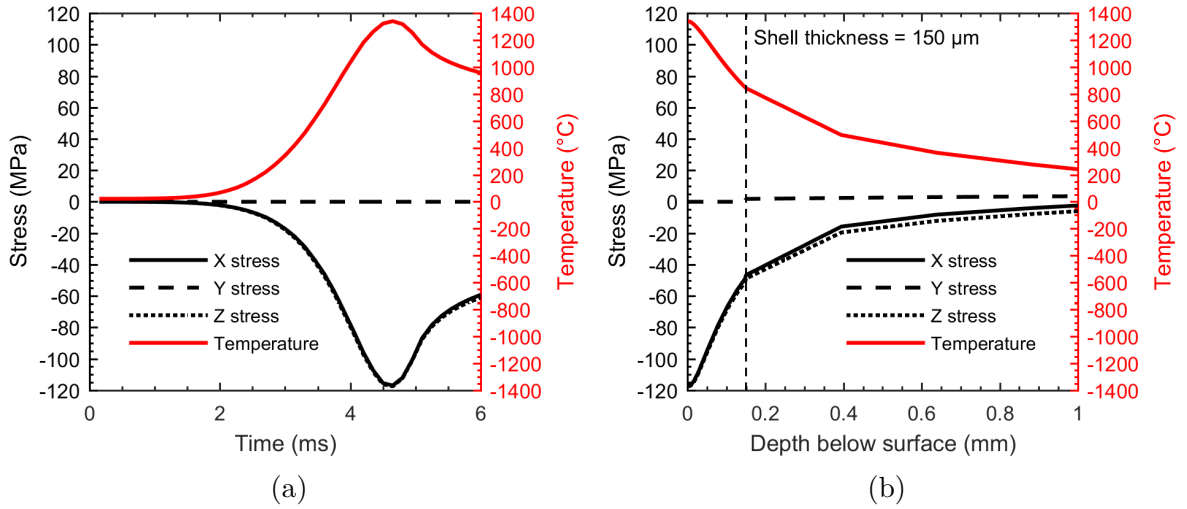 120
100
80
60
40
20
0
-20
-40
-60
-80
-100
-120
Stress (MPa)
1400
1200
1000
800
600
400
200
0
-200
-400
-600
-800
-1000
-1200
-1400
Temperature (°C)
X stress
Y stress
Z stress
Temperature
0 2 4 6
Time (ms)
(a)
120
100
80
60
40
20
0
-20
-40
-60
-80
-100
-120
Stress (MPa)
1400
1200
1000
800
600
400
200
0
-200
-400
-600
-800
-1000
-1200
-1400
Temperature (°C)
Shell thickness = 150 μm
X stress
Y stress
Z stress
Temperature
0 0.2 0.4 0.6 0.8 1
Depth below surface (mm)
(b)